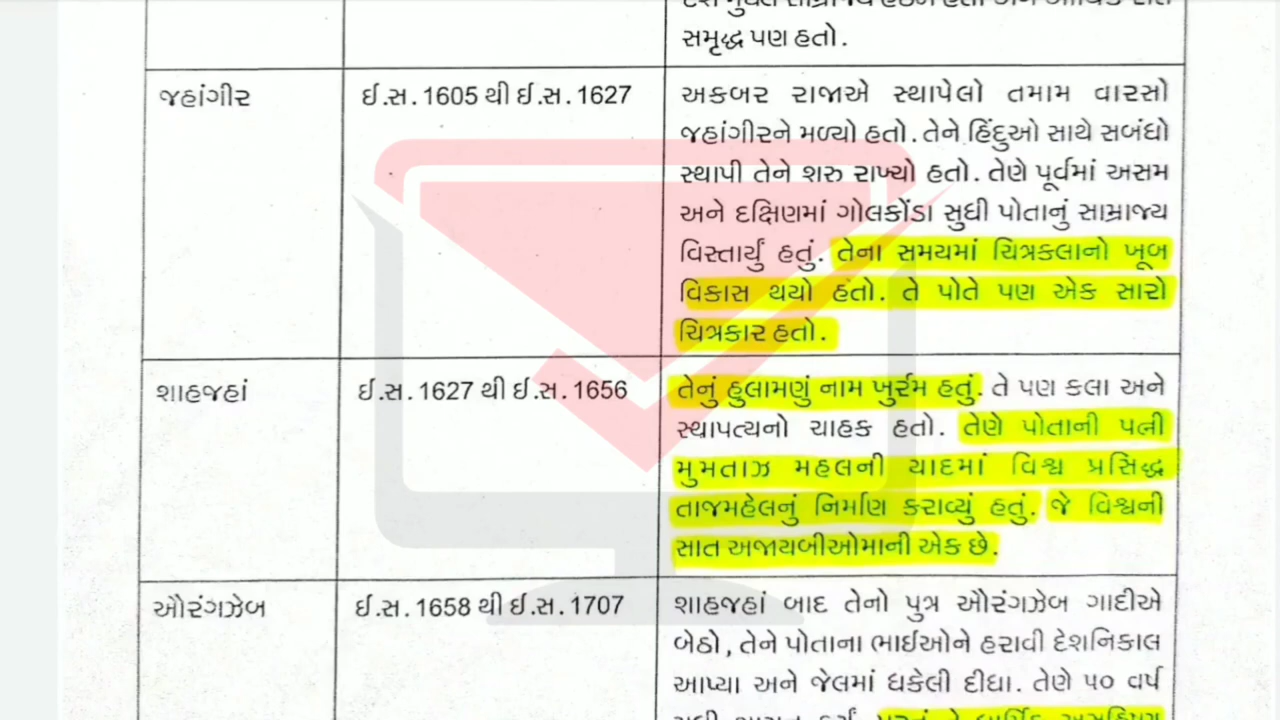 સમૃદ્ધ પણ હતો.
જહાંગીર
ઈ.સ. 1605 થી ઈ.સ. 1627
અકબર રાજાએ સ્થાપેલો તમામ વારસો
જહાંગીરને મળ્યો હતો. તેને હિંદુઓ સાથે સબંધો
સ્થાપી તેને શરુ રાખ્યો હતો. તેણે પૂર્વમાં અસમ
અને દક્ષિણમાં ગોલકોંડા સુધી પોતાનું સામ્રાજ્ય
વિસ્તાર્યું હતું. તેના સમયમાં ચિત્રકલાનો ખૂબ
વિકાસ થયો હતો. તે પોતે પણ એક સારો
ચિત્રકાર હતો.
શાહજહાં
ઈ.સ. 1627 થી ઈ.સ. 1656
તેનું હુલામણું નામ ખુર્રમ હતું. તે પણ કલા અને
સ્થાપત્યનો ચાહક હતો. તેણે પોતાની પત્ની
મુમતાઝ મહલની યાદમાં વિશ્વ પ્રસિદ્ધ
તાજમહેલનું નિર્માણ કરાવ્યું હતું. જે વિશ્વની
સાત અજાયબીઓમાની એક છે.
ઔરંગઝેબ
ઈ.સ. 1658 થી ઈ.સ. 1707
શાહજહાં બાદ તેનો પુત્ર ઔરંગઝેબ ગાદીએ
બેઠો, તેને પોતાના ભાઈઓને હરાવી દેશનિકાલ
આપ્યા અને જેલમાં ધકેલી દીધા. તેણે ૫૦ વર્ષ